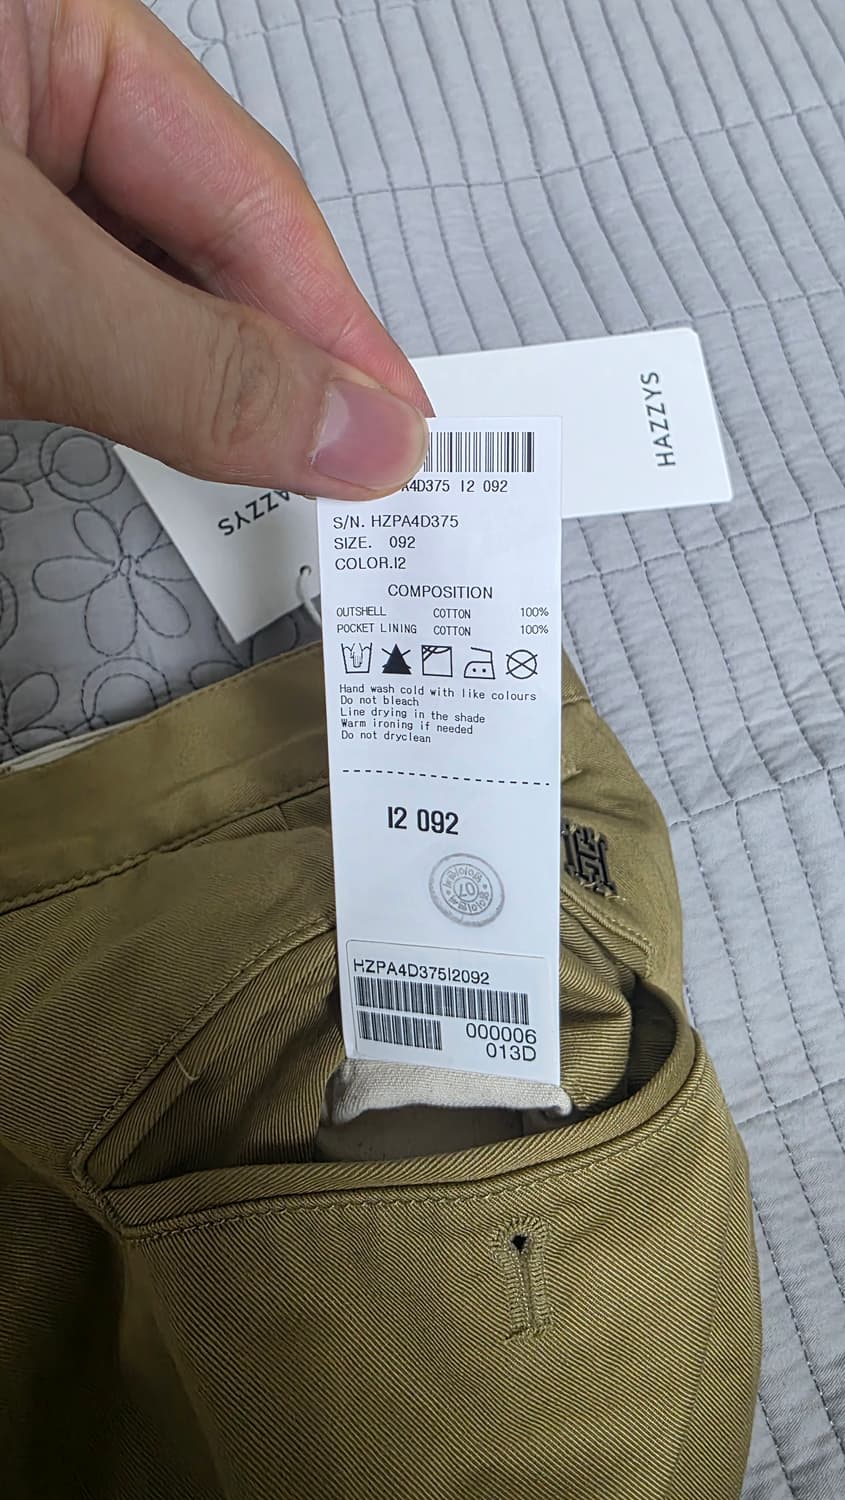 HAZZYS
HAZZYS
A4D375 I2 092
S/N. HZPA4D375
SIZE. 092
COLOR.I2
COMPOSITION
OUTSHELL COTTON 100%
POCKET LINING COTTON 100%
Hand wash cold with like colours
Do not bleach
Line drying in the shade
Warm ironing if needed
Do not dryclean
I2 092
07
HZPA4D375I2092
000006
013D